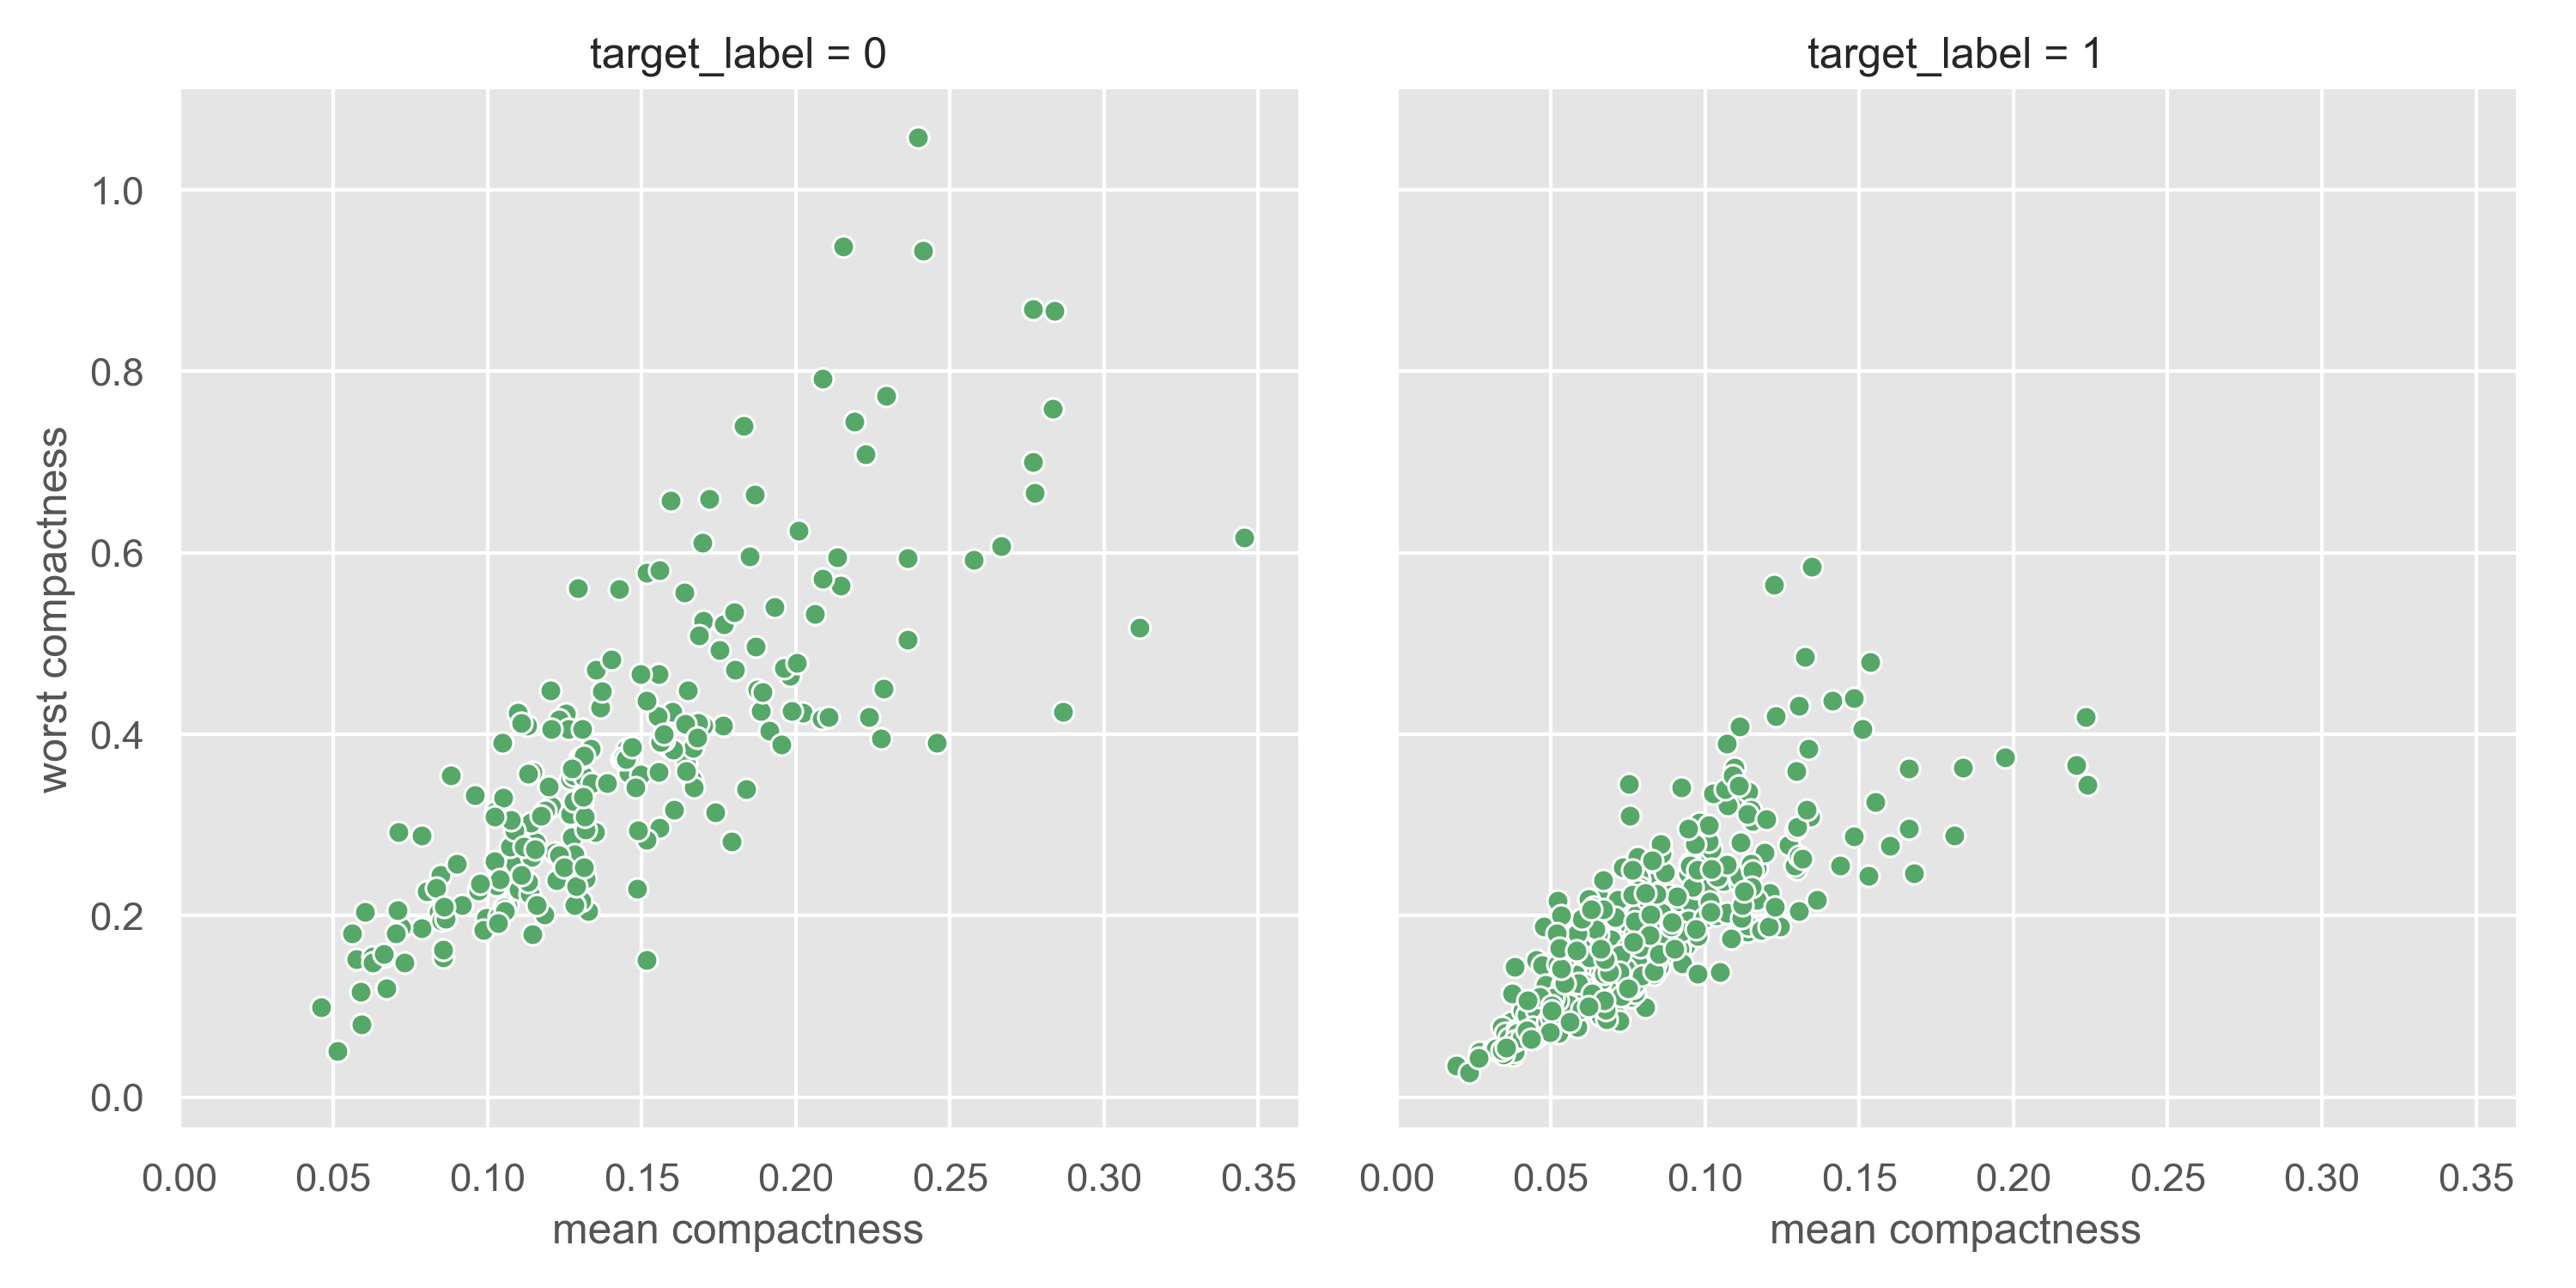 target_label = 0
target_label = 1
1.0
0.8
0.6
0.4
0.2
0.0
worst compactness
0.00 0.05 0.10 0.15 0.20 0.25 0.30 0.35
0.00 0.05 0.10 0.15 0.20 0.25 0.30 0.35
mean compactness
mean compactness